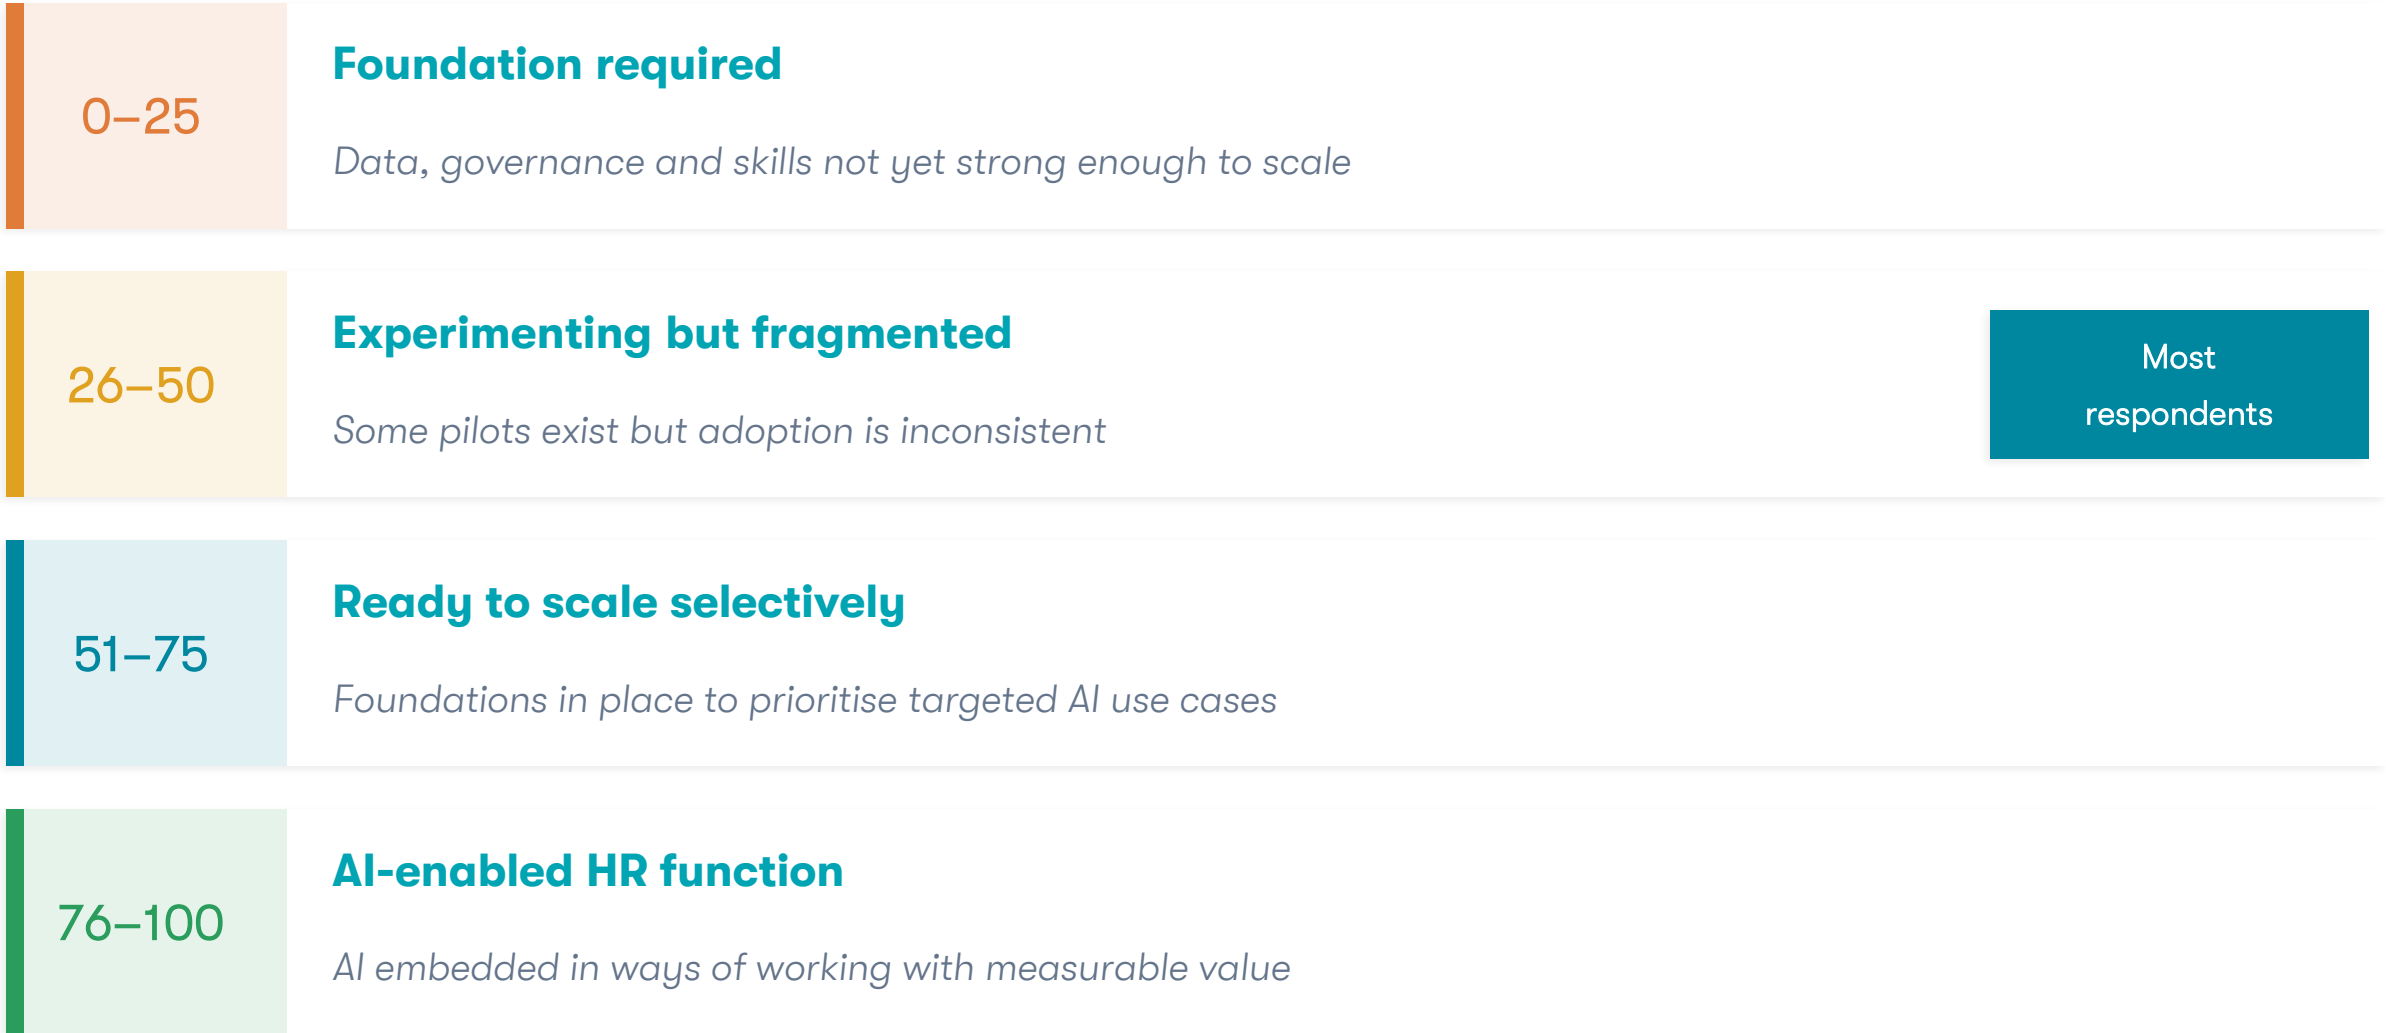 Foundation required
0–25
Data, governance and skills not yet strong enough to scale
Experimenting but fragmented
26–50
Some pilots exist but adoption is inconsistent
Most
respondents
Ready to scale selectively
51–75
Foundations in place to prioritise targeted AI use cases
AI-enabled HR function
76–100
AI embedded in ways of working with measurable value